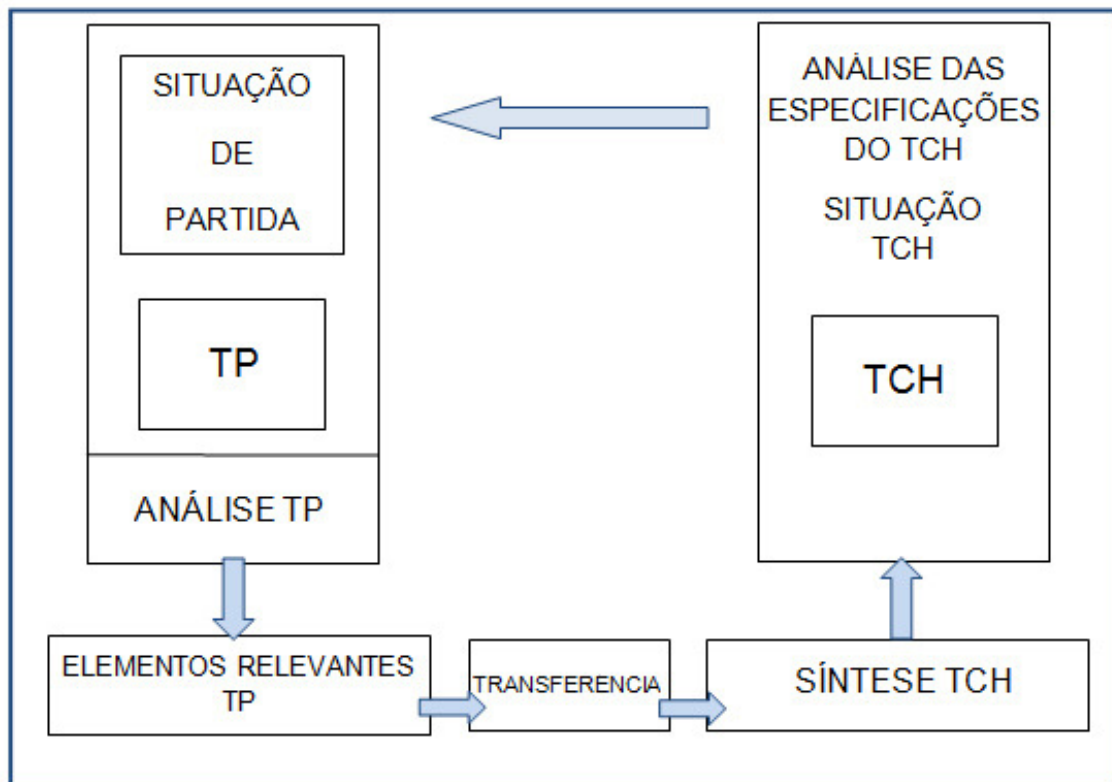 SITUAÇÃO
DE
PARTIDA
TP
ANÁLISE TP
ELEMENTOS RELEVANTES
TP
TRANSFERENCIA
SÍNTESE TCH
ANÁLISE DAS
ESPECIFICAÇÕES
DO TCH
SITUAÇÃO
TCH
TCH